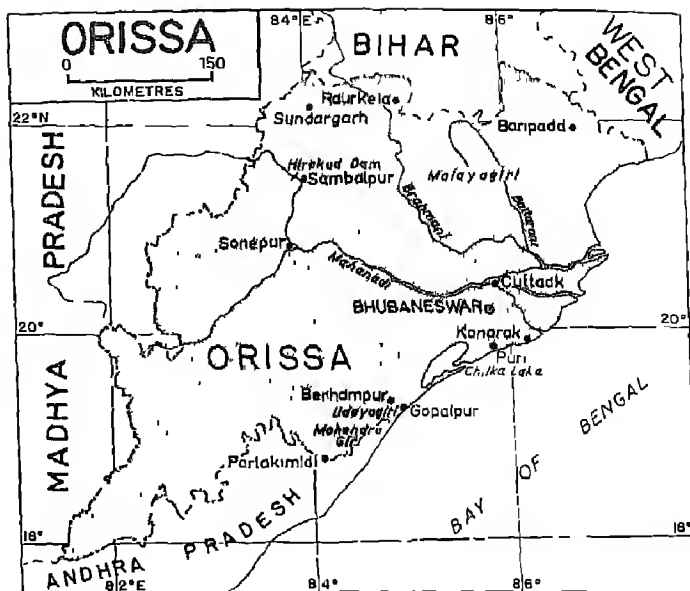 ORISSA
0 150
KILOMETRES
84°E
86°
BIHAR
WEST
BENGAL
22°N
Raurkela
Sundargarh
Baripada
Hirakud Dam
Sambalpur
Malayagiri
Brahmani
Baitarani
PRADESH
Sonepur
Mahanadi
Cuttack
BHUBANESWAR
20°
20°
Konarak
Puri
Chilka Lake
ORISSA
MADHYA
Berhampur
Udayagiri
Gopalpur
Mahendra
Giri
Parlakimidi
BAY OF BENGAL
18°
18°
ANDHRA PRADESH
82°E
84°
86°